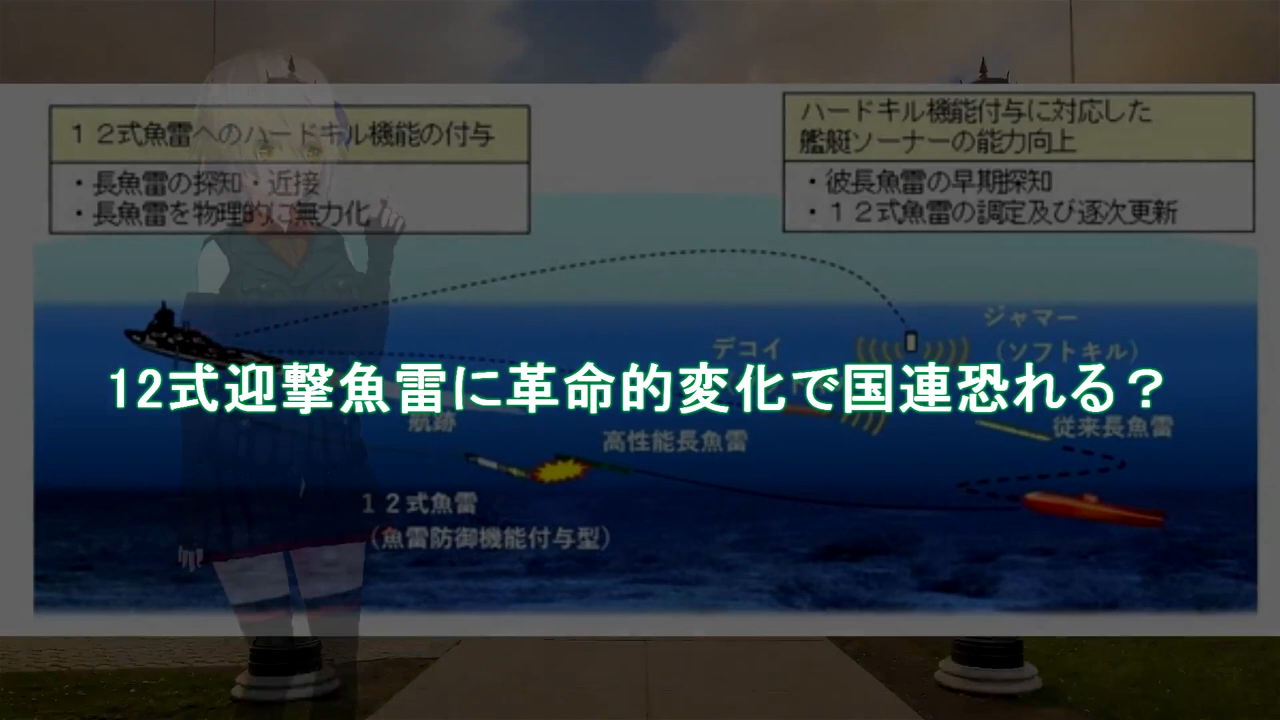 12式魚雷へのハードキル機能の付与
・長魚雷の探知・近接
・長魚雷を物理的に無力化
ハードキル機能付与に対応した
艦艇ソーナーの能力向上
・彼長魚雷の早期探知
・12式魚雷の調定及び逐次更新
ジャマー
(ソフトキル)
デコイ
12式迎撃魚雷に革命的変化で国連恐れる?
航跡
従来長魚雷
高性能長魚雷
12式魚雷
(魚雷防御機能付与型)